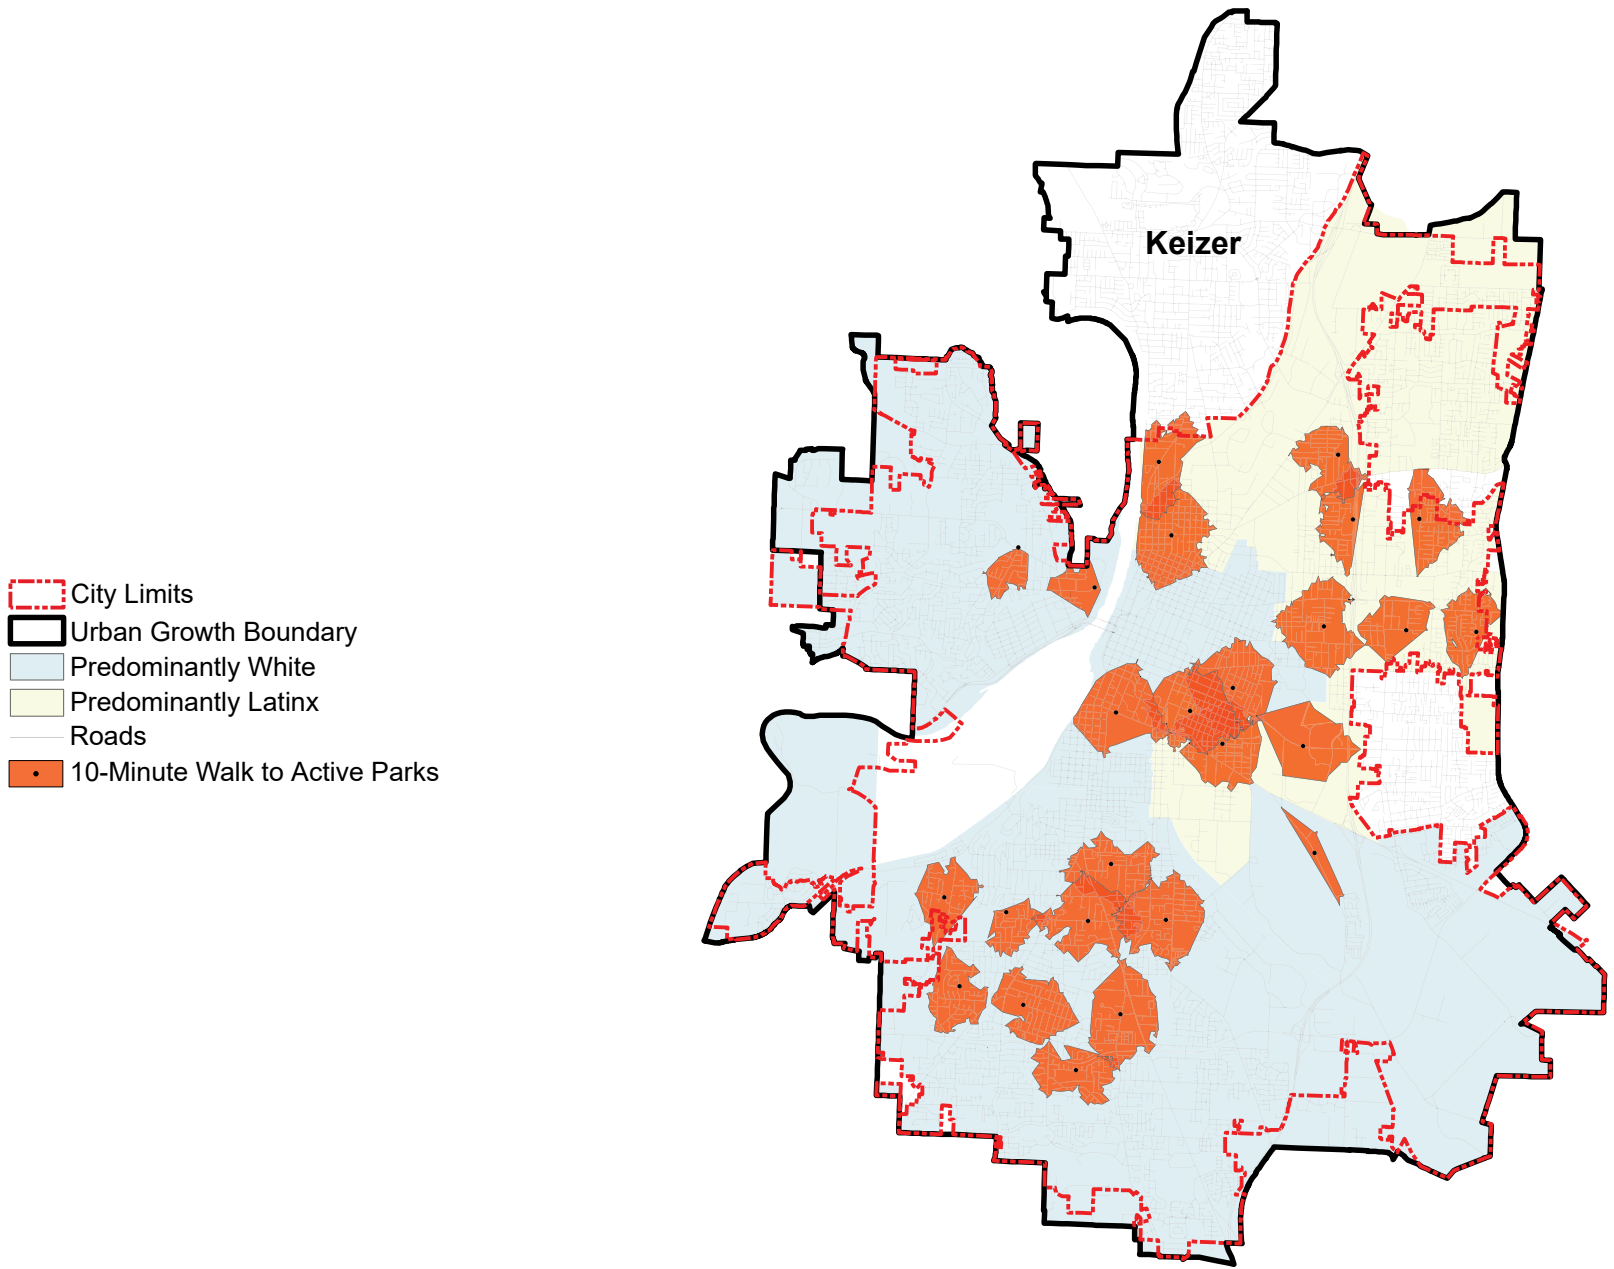 Keizer
City Limits
Urban Growth Boundary
Predominantly White
Predominantly Latinx
Roads
10-Minute Walk to Active Parks